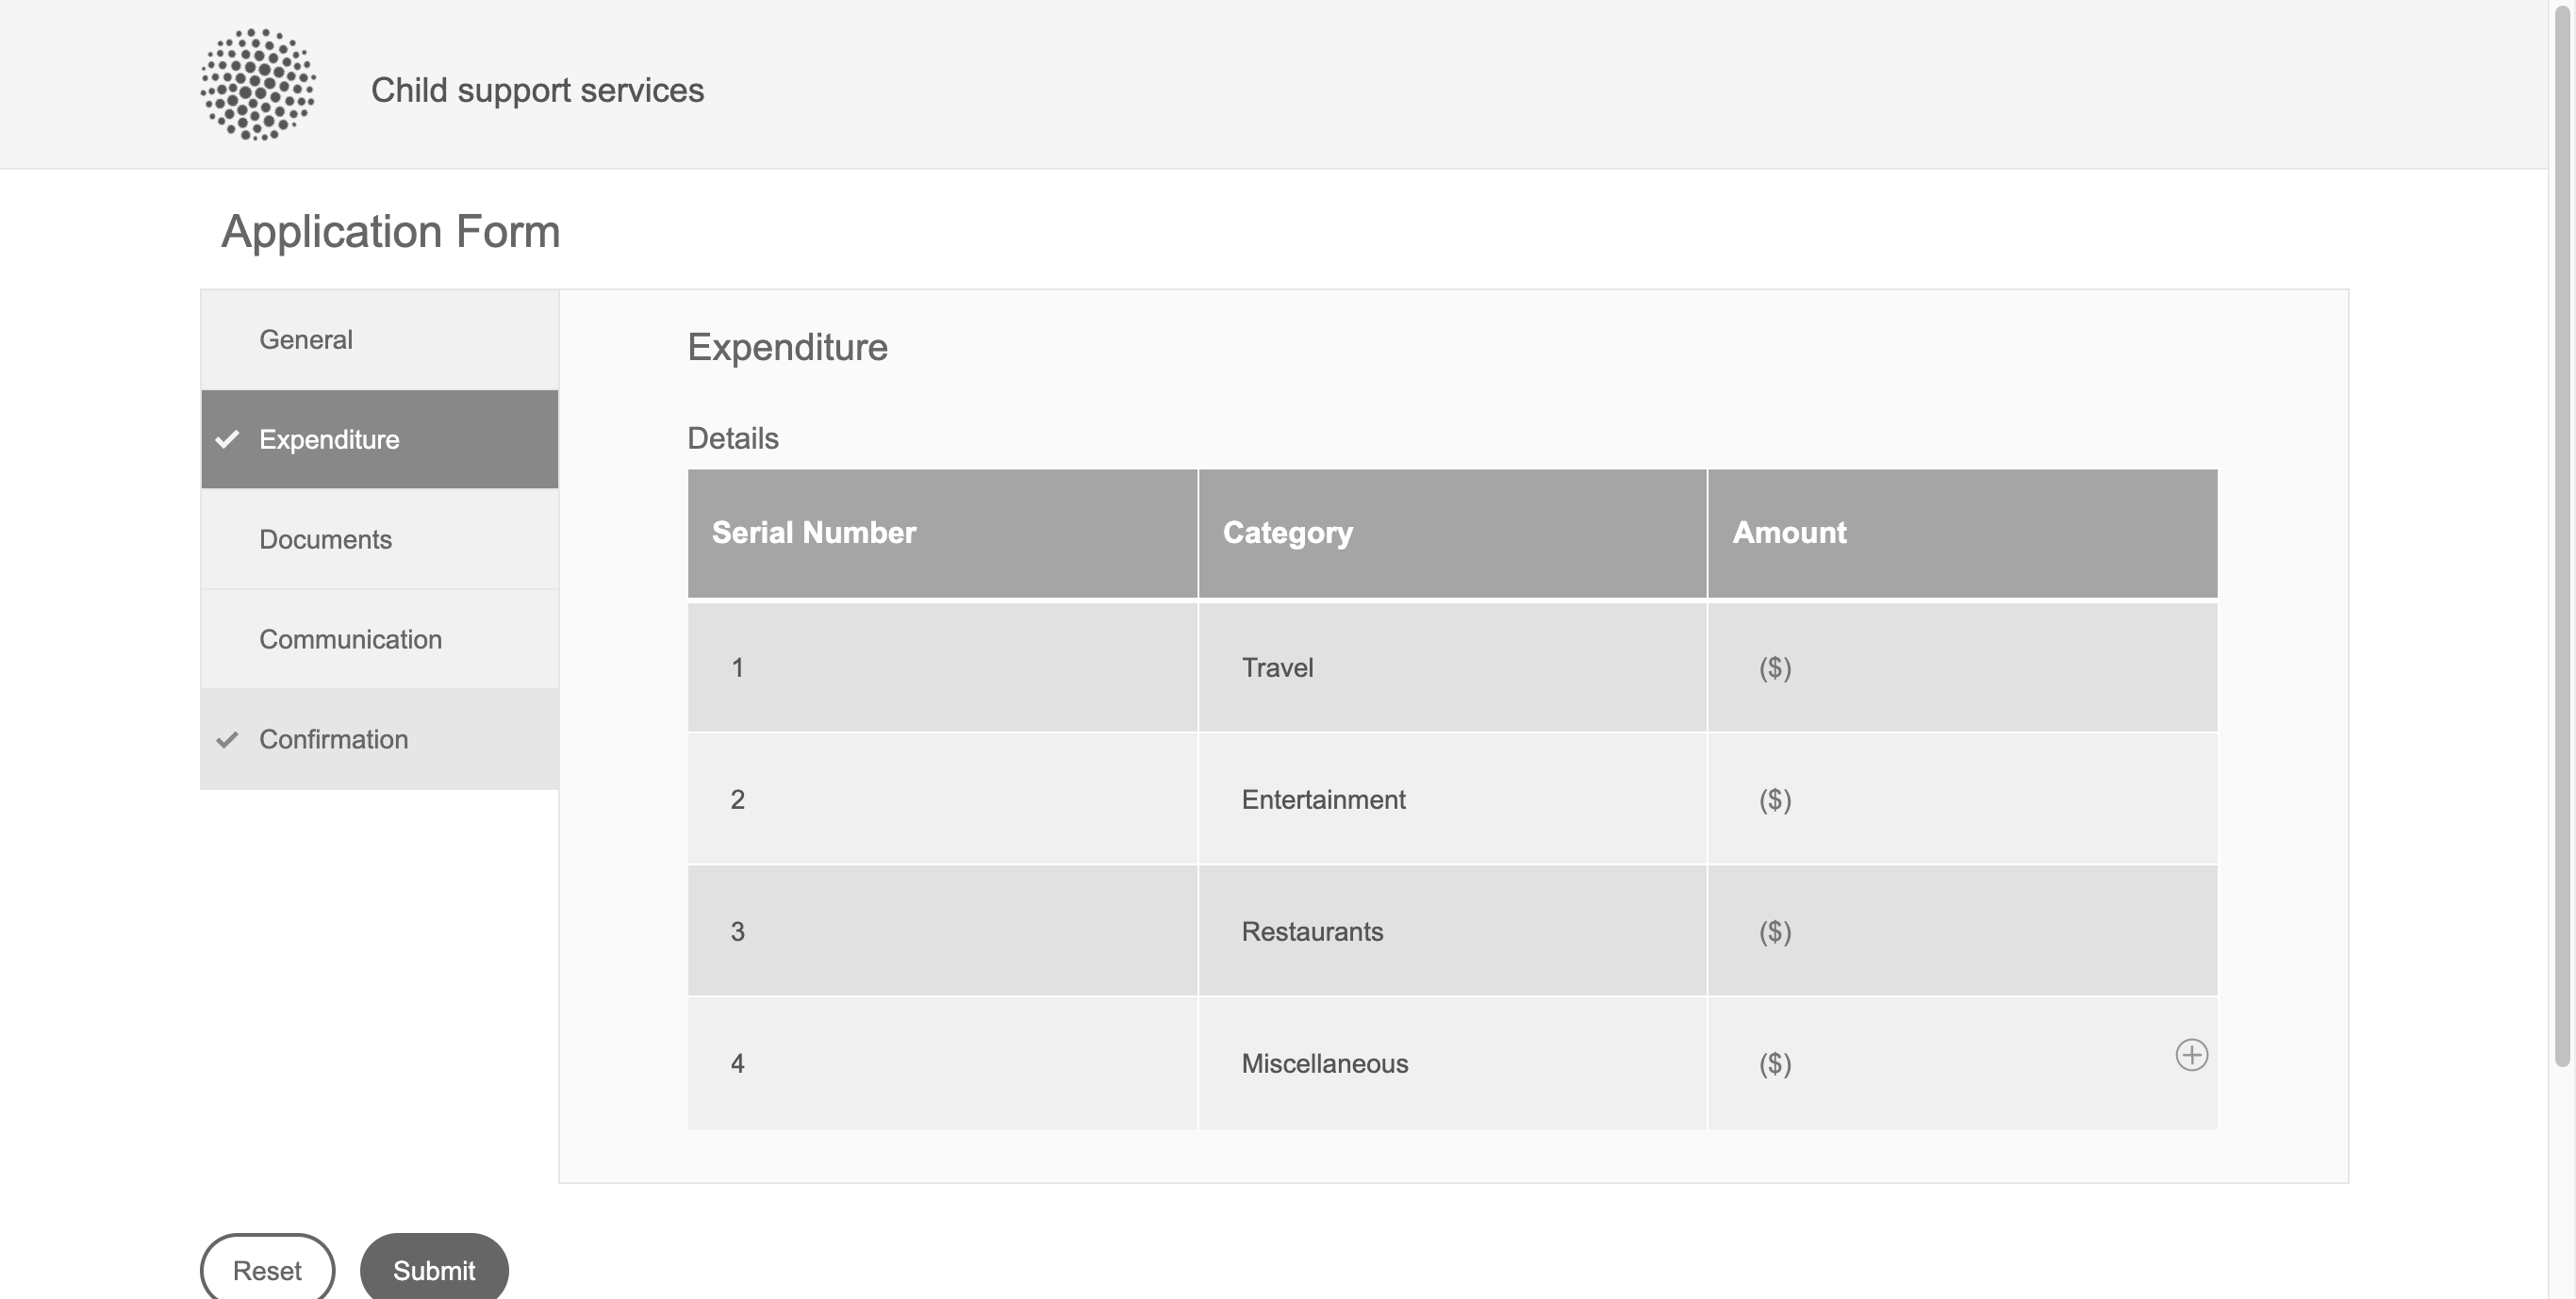 Child support services
Application Form
General
Expenditure
Documents
Communication
Confirmation
Expenditure
Details
Serial Number Category Amount
1 Travel ($)
2 Entertainment ($)
3 Restaurants ($)
4 Miscellaneous ($)
Reset Submit